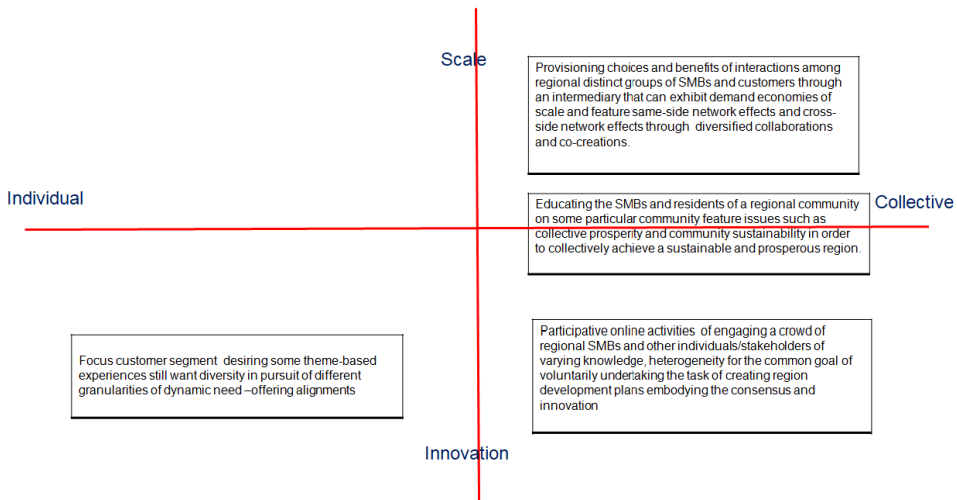 Scale
Provisioning choices and benefits of interactions among
regional distinct groups of SMBs and customers through
an intermediary that can exhibit demand economies of
scale and feature same-side network effects and cross-
side network effects through diversified collaborations
and co-creations.
Individual
Collective
Educating the SMBs and residents of a regional community
on some particular community feature issues such as
collective prosperity and community sustainability in order
to collectively achieve a sustainable and prosperous region.
Focus customer segment desiring some theme-based
experiences still want diversity in pursuit of different
granularities of dynamic need –offering alignments
Participative online activities of engaging a crowd of
regional SMBs and other individuals/stakeholders of
varying knowledge, heterogeneity for the common goal of
voluntarily undertaking the task of creating region
development plans embodying the consensus and
innovation
Innovation